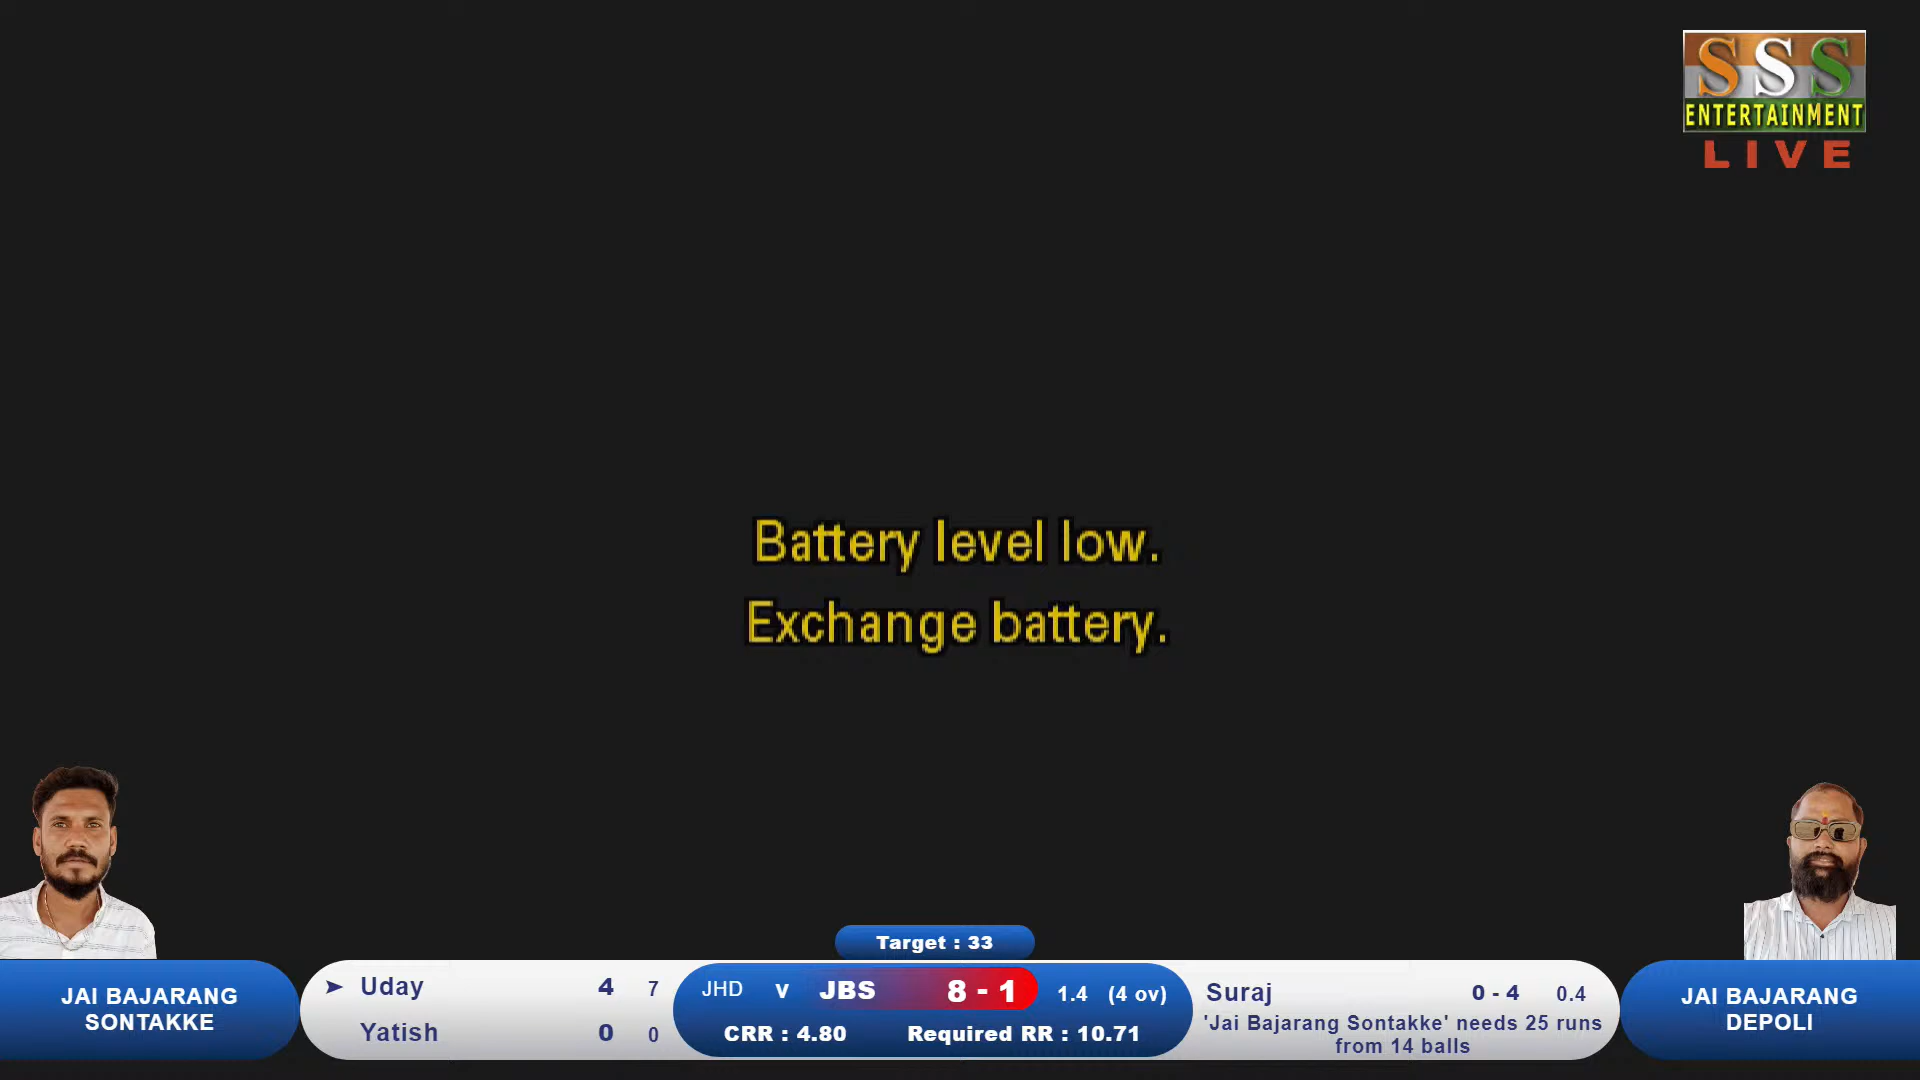 SSS
ENTERTAINMENT
LIVE
Battery level low.
Exchange battery.
Target : 33
JAI BAJARANG
SONTAKKE
➤ Uday 4 7
Yatish 0 0
JHD v JBS 8 - 1 1.4 (4 ov)
CRR : 4.80 Required RR : 10.71
Suraj 0 - 4 0.4
'Jai Bajarang Sontakke' needs 25 runs
from 14 balls
JAI BAJARANG
DEPOLI